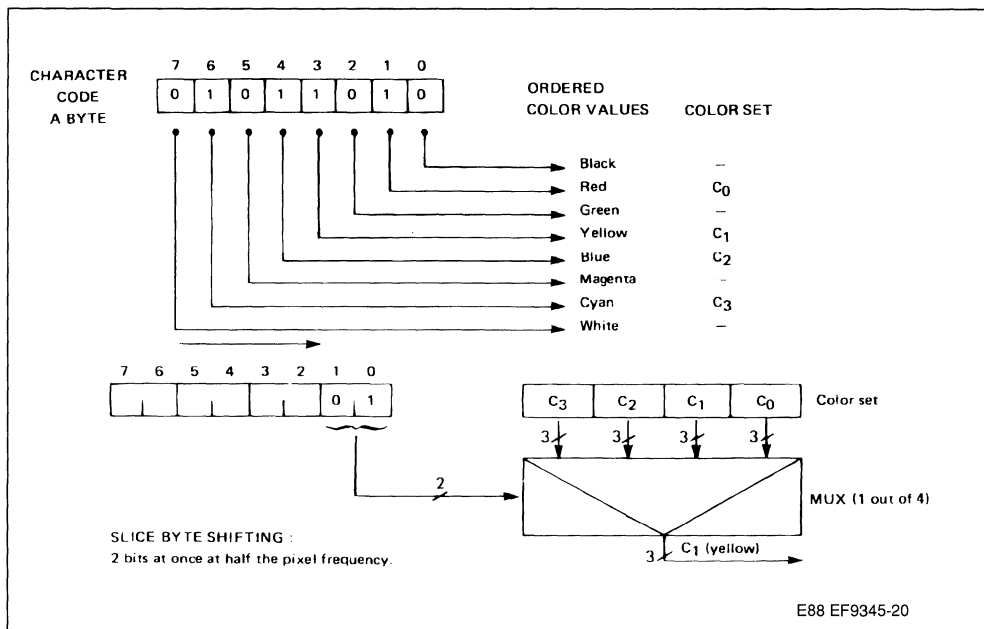 7 6 5 4 3 2 1 0
CHARACTER
CODE
A BYTE
0 1 0 1 1 0 1 0
ORDERED
COLOR VALUES COLOR SET
Black –
Red C0
Green –
Yellow C1
Blue C2
Magenta -
Cyan C3
White –
7 6 5 4 3 2 1 0
0 1
C3 C2 C1 C0 Color set
3 3 3 3
2
MUX (1 out of 4)
SLICE BYTE SHIFTING :
2 bits at once at half the pixel frequency.
3 C1 (yellow)
E88 EF9345-20